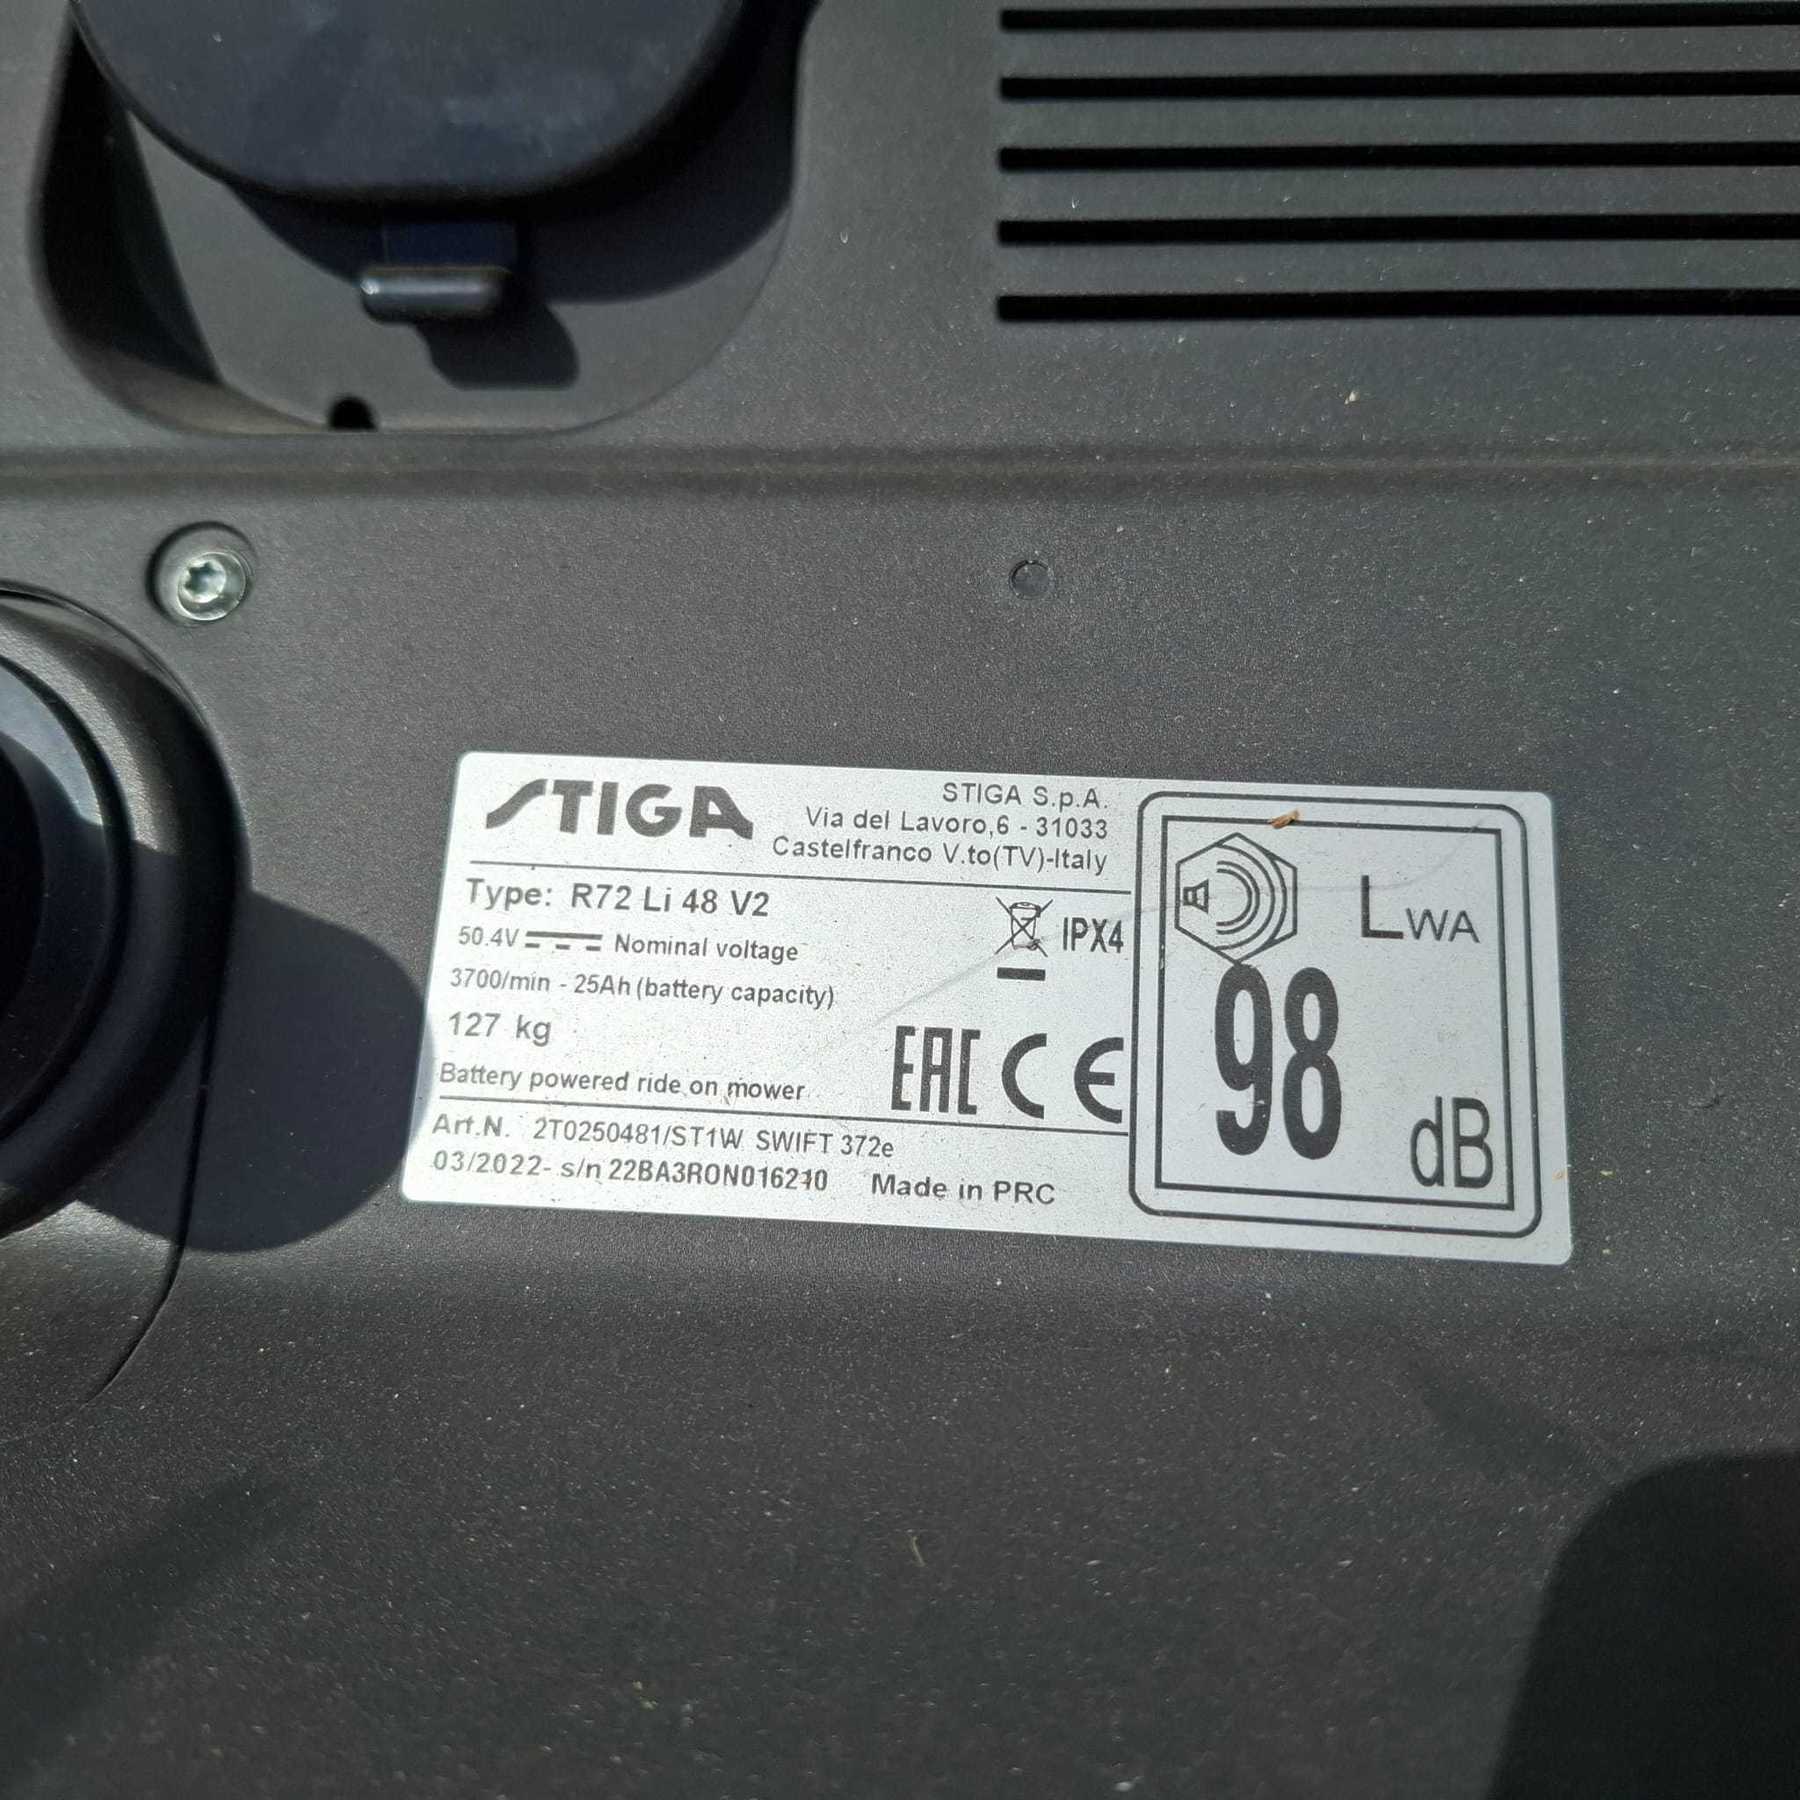 STIGA
STIGA S.p.A.
Via del Lavoro,6 - 31033
Castelfranco V.to(TV)-Italy
Type: R72 Li 48 V2
50.4V Nominal voltage
IPX4
3700/min - 25Ah (battery capacity)
127 kg
Battery powered ride on mower
EAC CE
Art.N. 2T0250481/ST1W SWIFT 372e
03/2022- s/n 22BA3RON016210 Made in PRC
LWA
98
dB